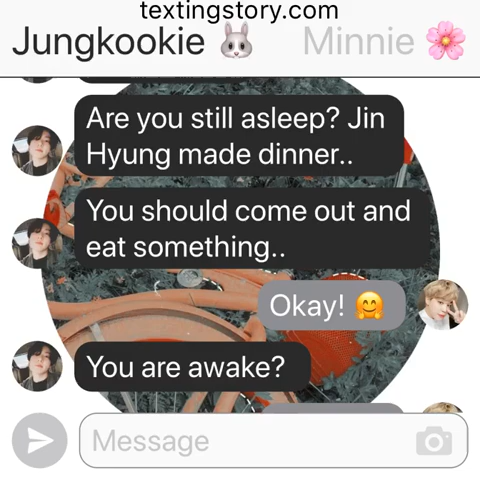 textingstory.com
Jungkookie 🐰 Minnie 🌸
Are you still asleep? Jin
Hyung made dinner..
You should come out and
eat something..
Okay! 🤗
You are awake?
Message